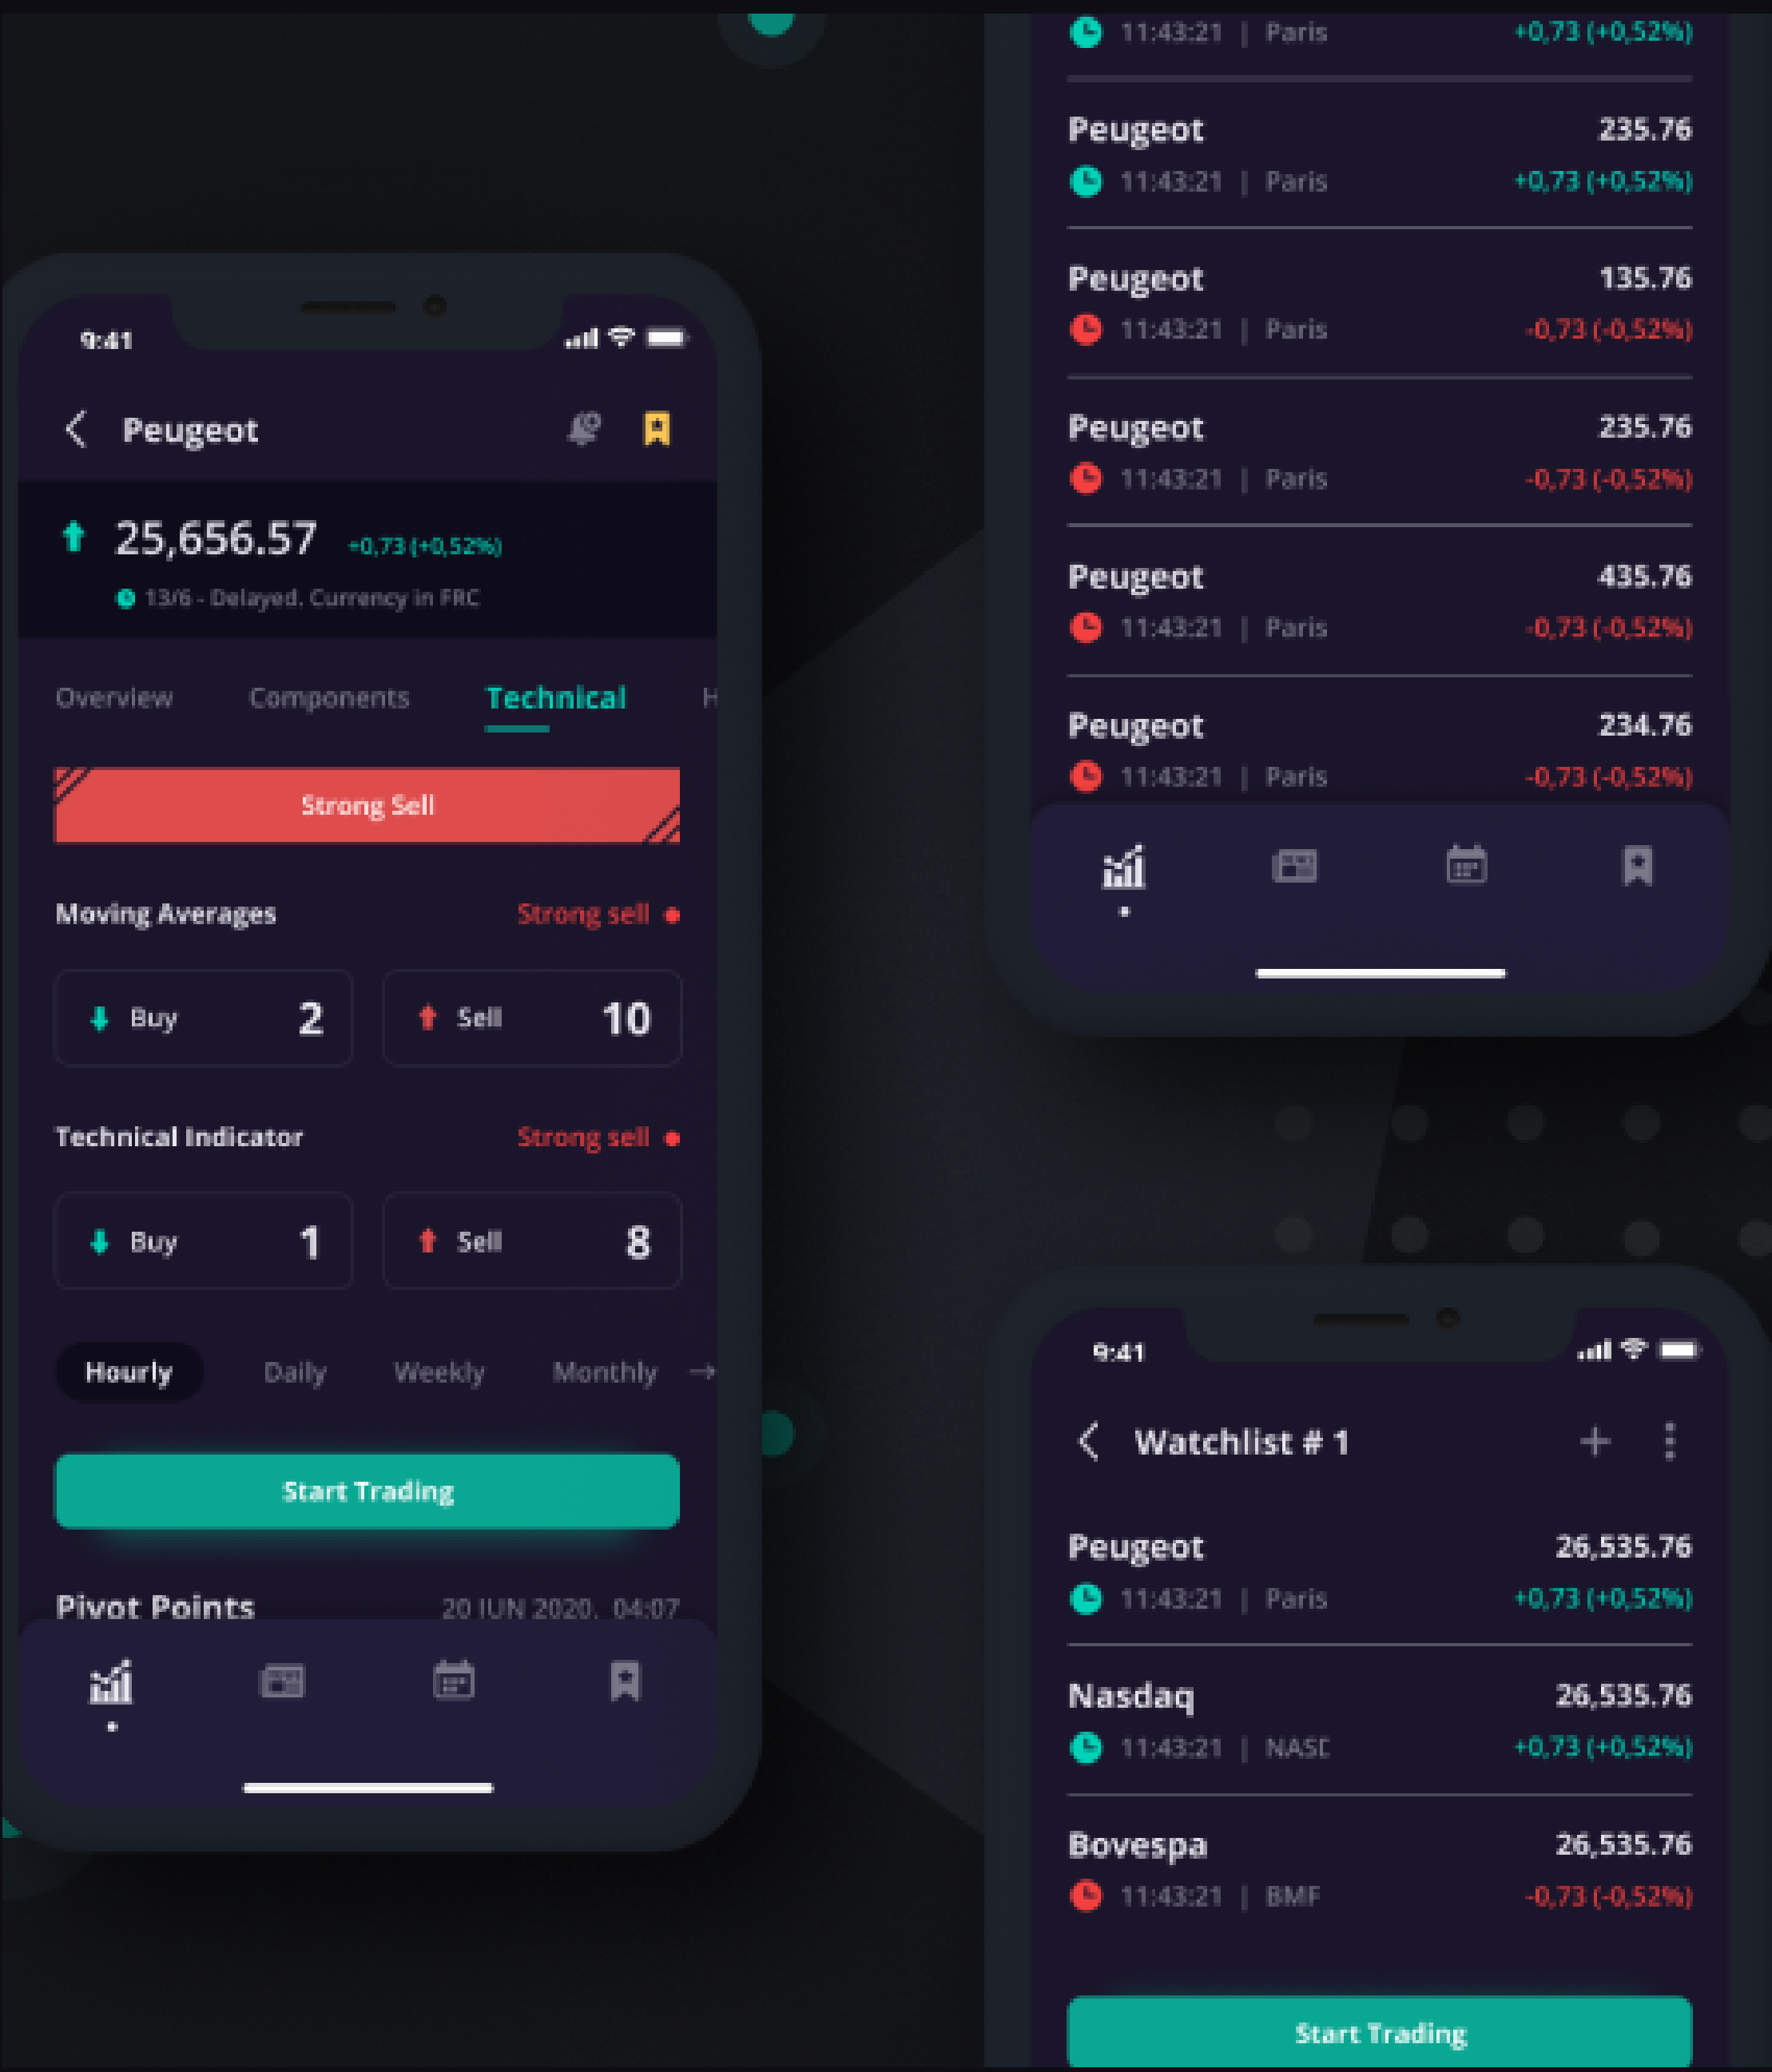 9:41
Peugeot
25,656.57 +0,73 (+0,52%)
13/6 - Delayed. Currency in FRC
Overview Components Technical H
Strong Sell
Moving Averages Strong sell
Buy 2 Sell 10
Technical Indicator Strong sell
Buy 1 Sell 8
Hourly Daily Weekly Monthly →
Start Trading
Pivot Points 20 JUN 2020, 04:07
11:43:21 | Paris +0,73 (+0,52%)
Peugeot 235.76
11:43:21 | Paris +0,73 (+0,52%)
Peugeot 135.76
11:43:21 | Paris -0,73 (-0,52%)
Peugeot 235.76
11:43:21 | Paris -0,73 (-0,52%)
Peugeot 435.76
11:43:21 | Paris -0,73 (-0,52%)
Peugeot 234.76
11:43:21 | Paris -0,73 (-0,52%)
9:41
Watchlist # 1
Peugeot 26,535.76
11:43:21 | Paris +0,73 (+0,52%)
Nasdaq 26,535.76
11:43:21 | NASD +0,73 (+0,52%)
Bovespa 26,535.76
11:43:21 | BMF -0,73 (-0,52%)
Start Trading